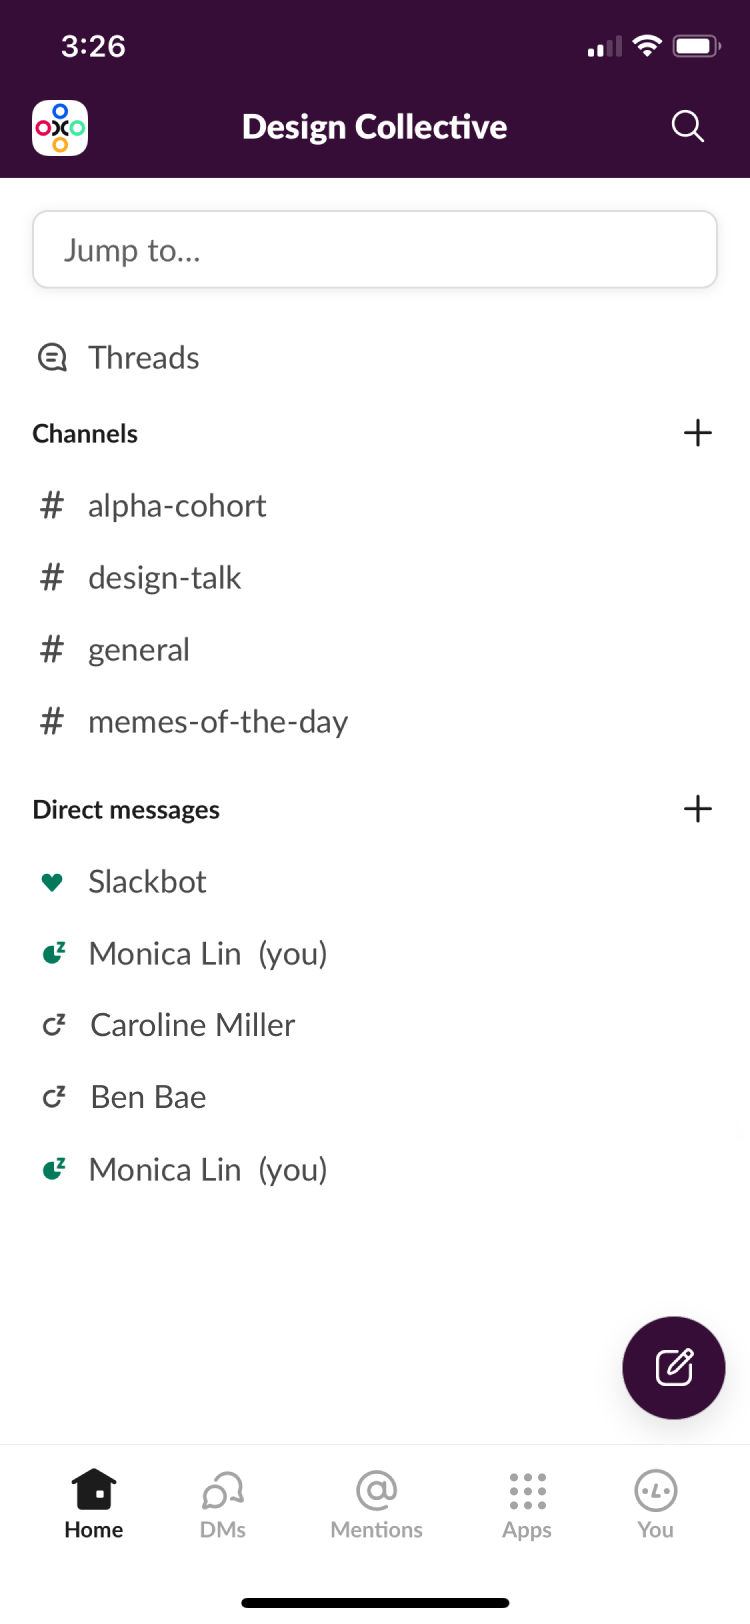 3:26
Design Collective
Jump to...
Threads
Channels
# alpha-cohort
# design-talk
# general
# memes-of-the-day
Direct messages
Slackbot
Monica Lin (you)
Caroline Miller
Ben Bae
Monica Lin (you)
Home DMs Mentions Apps You